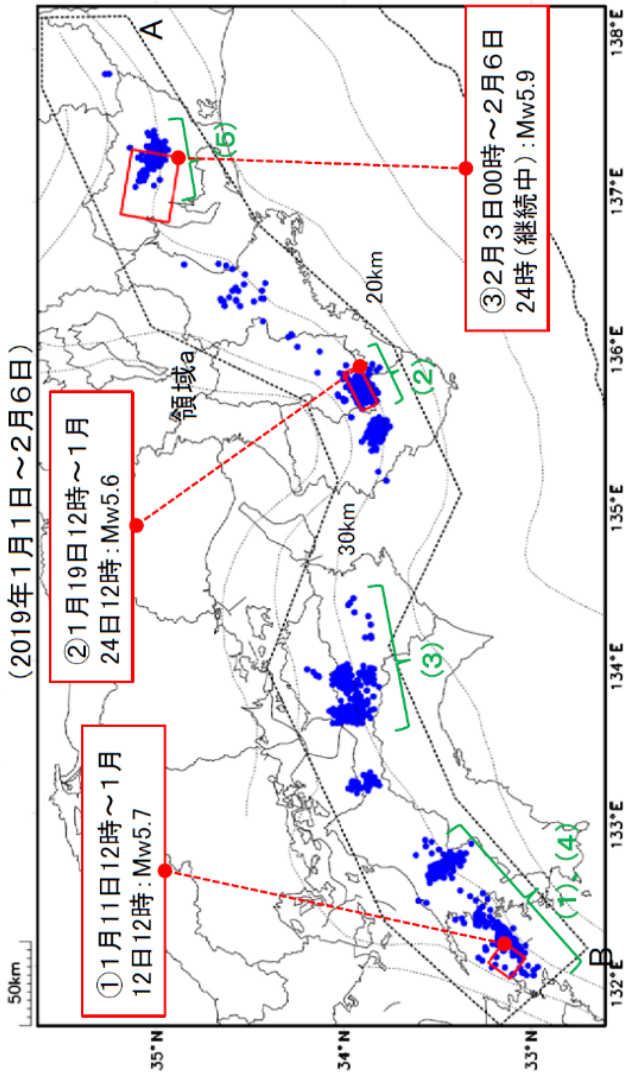 (2019年1月1日~2月6日)
50km
①1月11日12時~1月
12日12時:Mw5.7
②1月19日12時~1月
24日12時:Mw5.6
③2月3日00時~2月6日
24時(継続中):Mw5.9
領域a
A
B
20km
30km
(1)、(4)
(3)
(2)
(5)
35°N
34°N
33°N
132°E
133°E
134°E
135°E
136°E
137°E
138°E